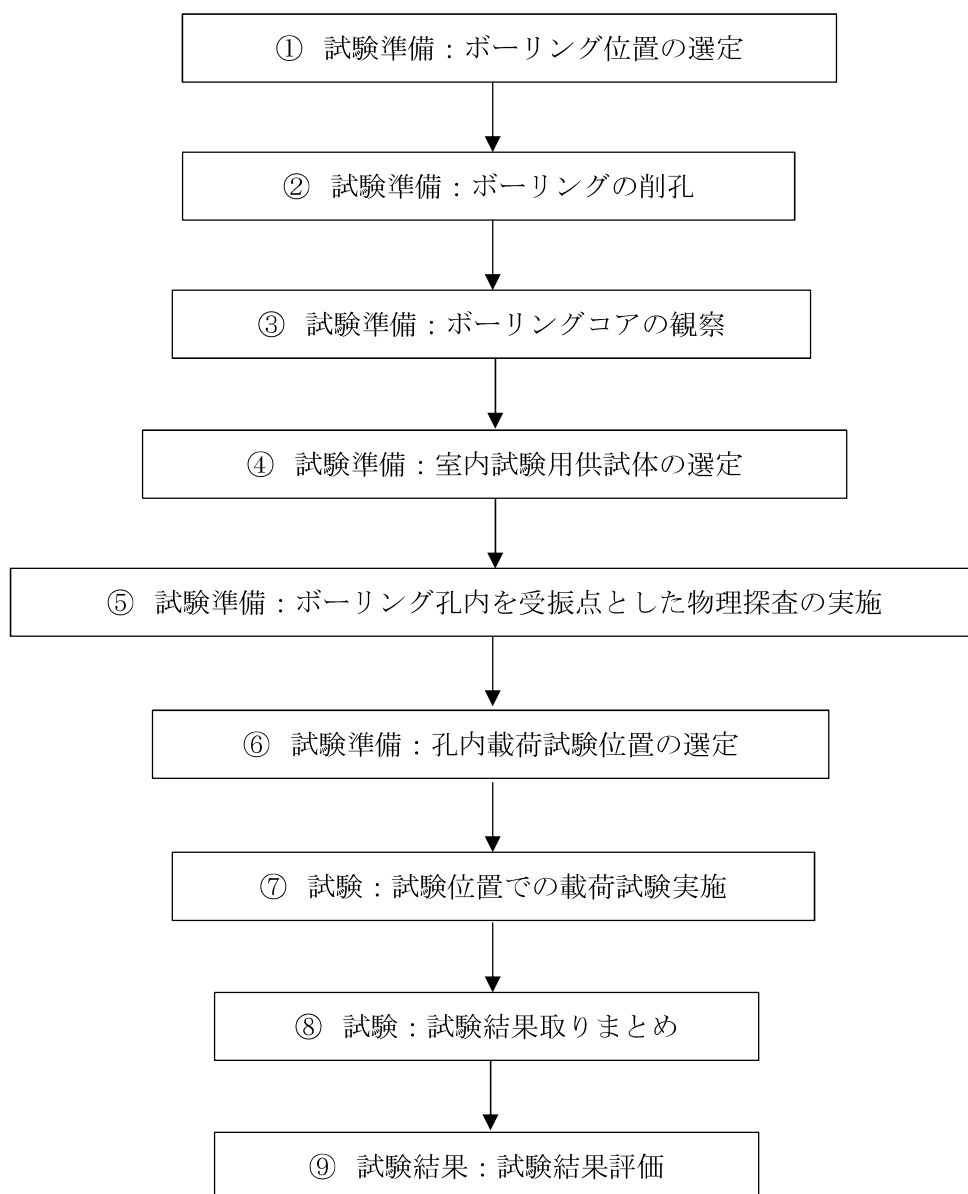 ① 試験準備：ボーリング位置の選定
② 試験準備：ボーリングの削孔
③ 試験準備：ボーリングコアの観察
④ 試験準備：室内試験用供試体の選定
⑤ 試験準備：ボーリング孔内を受振点とした物理探査の実施
⑥ 試験準備：孔内載荷試験位置の選定
⑦ 試験：試験位置での載荷試験実施
⑧ 試験：試験結果取りまとめ
⑨ 試験結果：試験結果評価